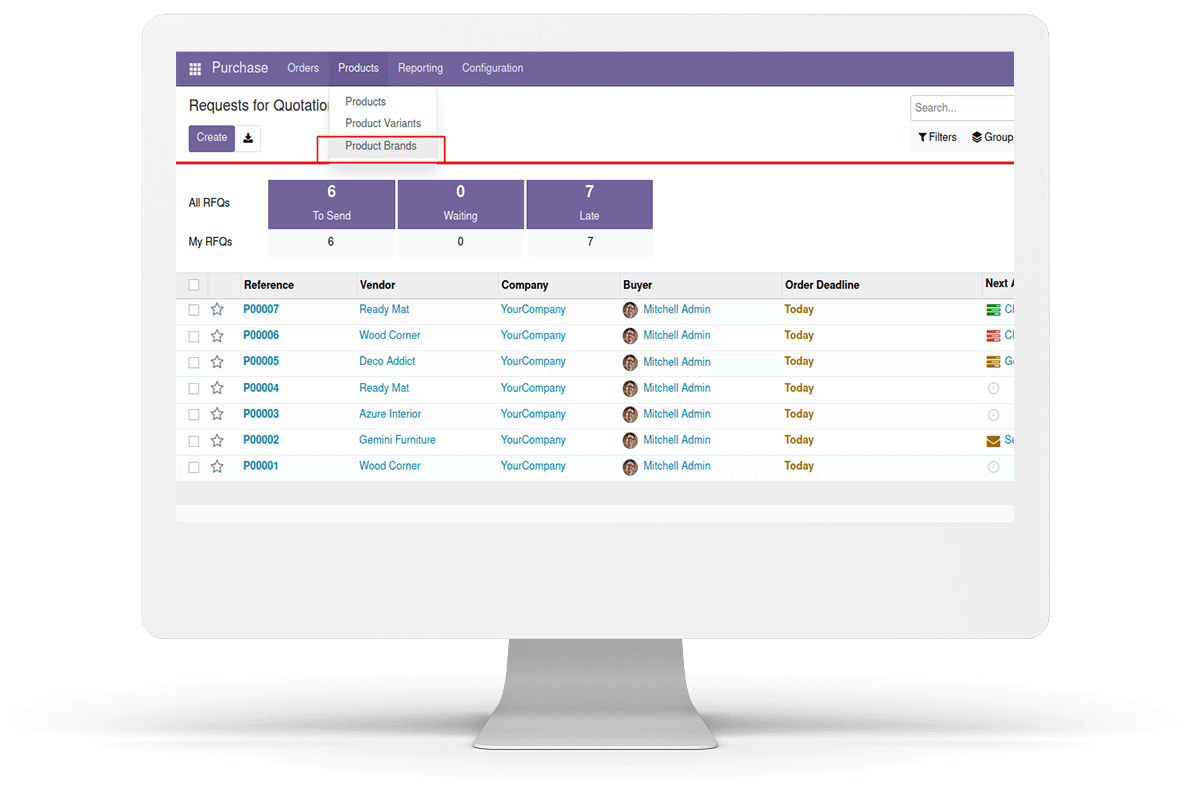 Purchase Orders Products Reporting Configuration
Requests for Quotation
Products
Product Variants
Product Brands
Search...
Create
Filters Group
All RFQs
6 0 7
To Send Waiting Late
My RFQs 6 0 7
Reference Vendor Company Buyer Order Deadline Next A
P00007 Ready Mat YourCompany Mitchell Admin Today
P00006 Wood Corner YourCompany Mitchell Admin Today
P00005 Deco Addict YourCompany Mitchell Admin Today
P00004 Ready Mat YourCompany Mitchell Admin Today
P00003 Azure Interior YourCompany Mitchell Admin Today
P00002 Gemini Furniture YourCompany Mitchell Admin Today Se
P00001 Wood Corner YourCompany Mitchell Admin Today